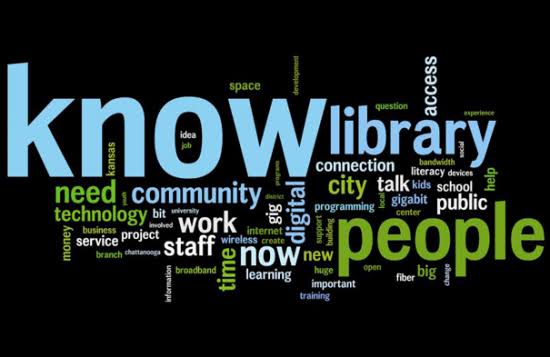 know
library
people
community
need
technology
city
now
work
staff
digital
time
access
space
development
question
experience
social
idea
job
kansas
youth
university
programs
district
gig
connection
bandwidth
literacy
devices
talk
kids
school
help
local
gigabit
public
programming
center
bit
involved
money
business
service
project
branch
chattanooga
wireless
internet
create
support
building
new
huge
open
fiber
big
change
broadband
information
learning
important
training